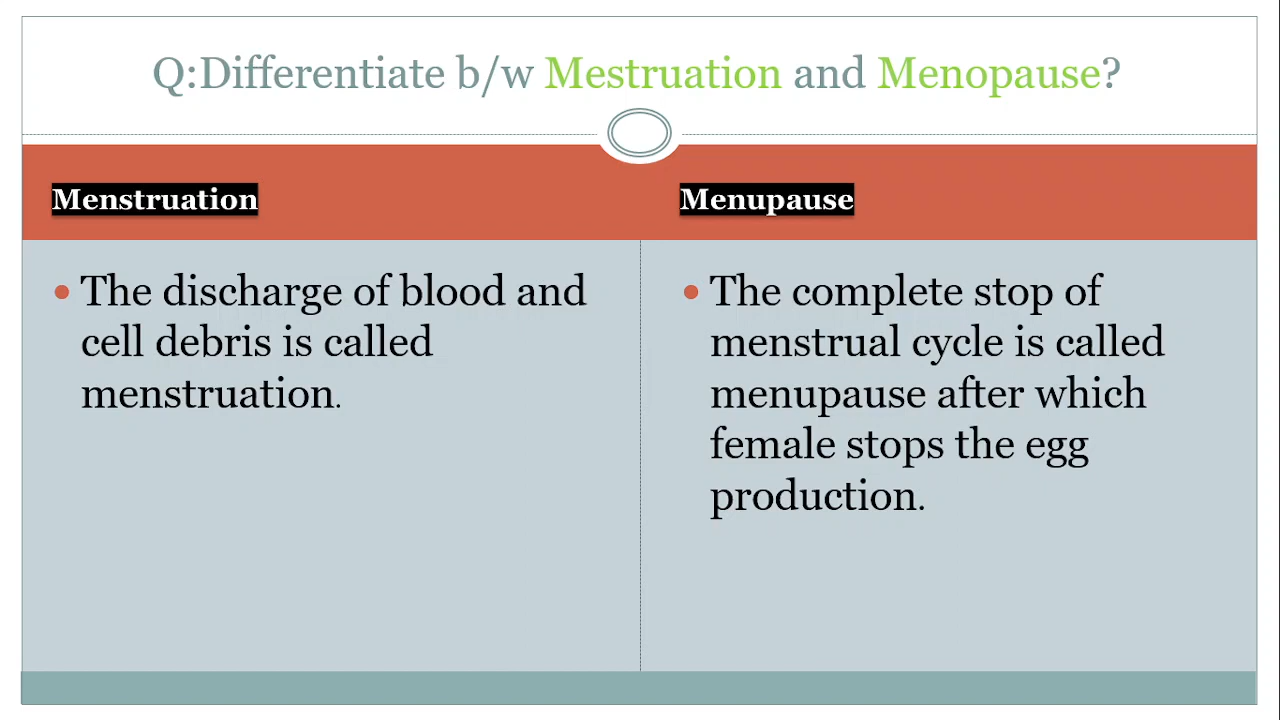 Q:Differentiate b/w Mestruation and Menopause?
Menstruation
Menupause
• The discharge of blood and
cell debris is called
menstruation.
• The complete stop of
menstrual cycle is called
menupause after which
female stops the egg
production.